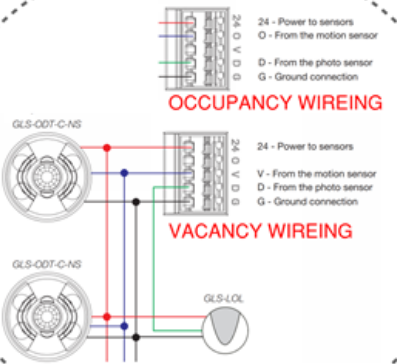 24
O
V
D
G
24 - Power to sensors
O - From the motion sensor
D - From the photo sensor
G - Ground connection
OCCUPANCY WIREING
GLS-ODT-C-NS
24
O
V
D
G
24 - Power to sensors
V - From the motion sensor
D - From the photo sensor
G - Ground connection
VACANCY WIREING
GLS-ODT-C-NS
GLS-LOL